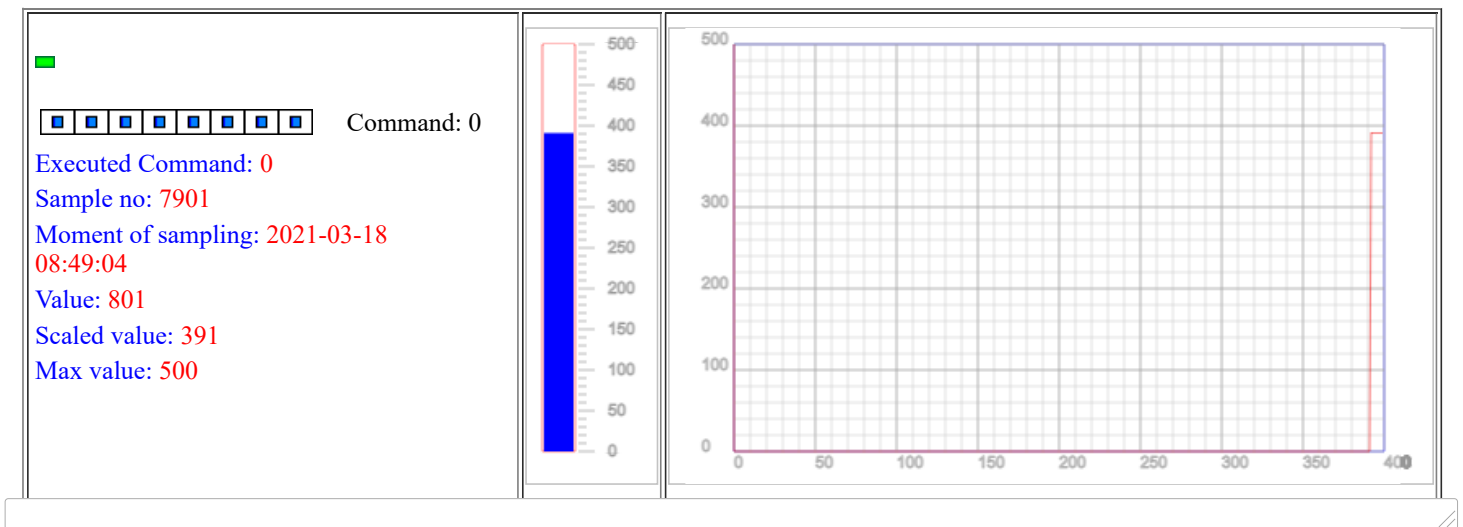 Command: 0
Executed Command: 0
Sample no: 7901
Moment of sampling: 2021-03-18
08:49:04
Value: 801
Scaled value: 391
Max value: 500
500
450
400
350
300
250
200
150
100
50
0
500
400
300
200
100
0
0 50 100 150 200 250 300 350 400